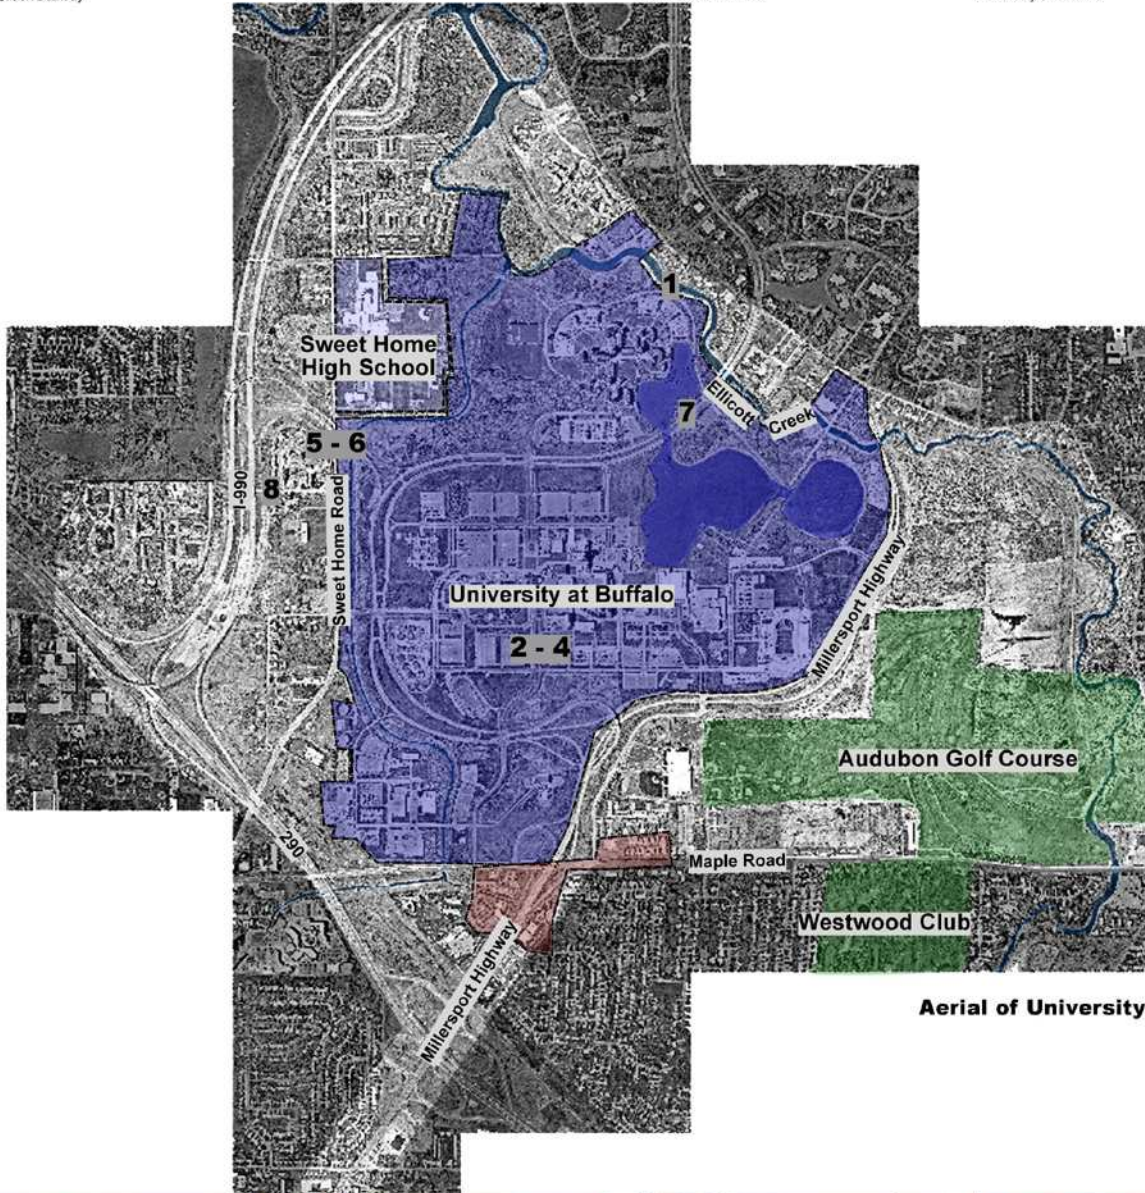 1
Sweet Home
High School
7
Ellicott
Creek
5 - 6
8
I-990
Sweet Home Road
University at Buffalo
Millersport Highway
2 - 4
Audubon Golf Course
290
Maple Road
Westwood Club
Millersport Highway
Aerial of University